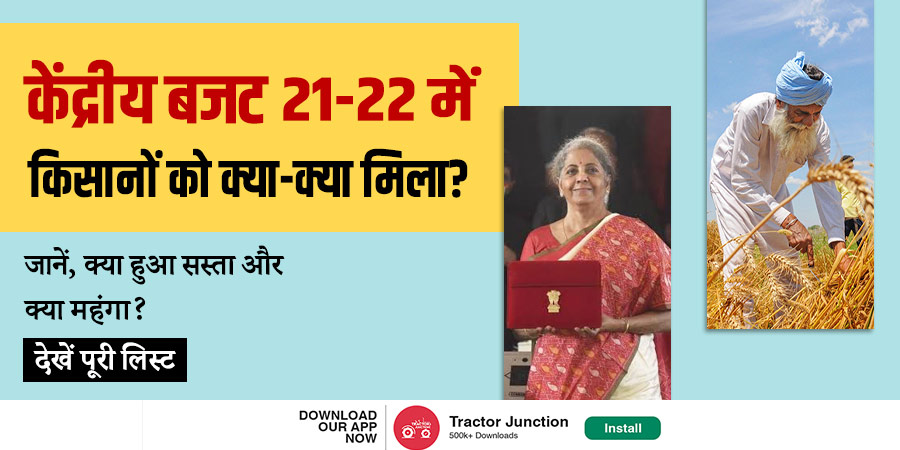 केंद्रीय बजट 21-22 में
किसानों को क्या-क्या मिला?
जानें, क्या हुआ सस्ता और
क्या महंगा?
देखें पूरी लिस्ट
DOWNLOAD
OUR APP
NOW
Tractor Junction
500k+ Downloads
Install